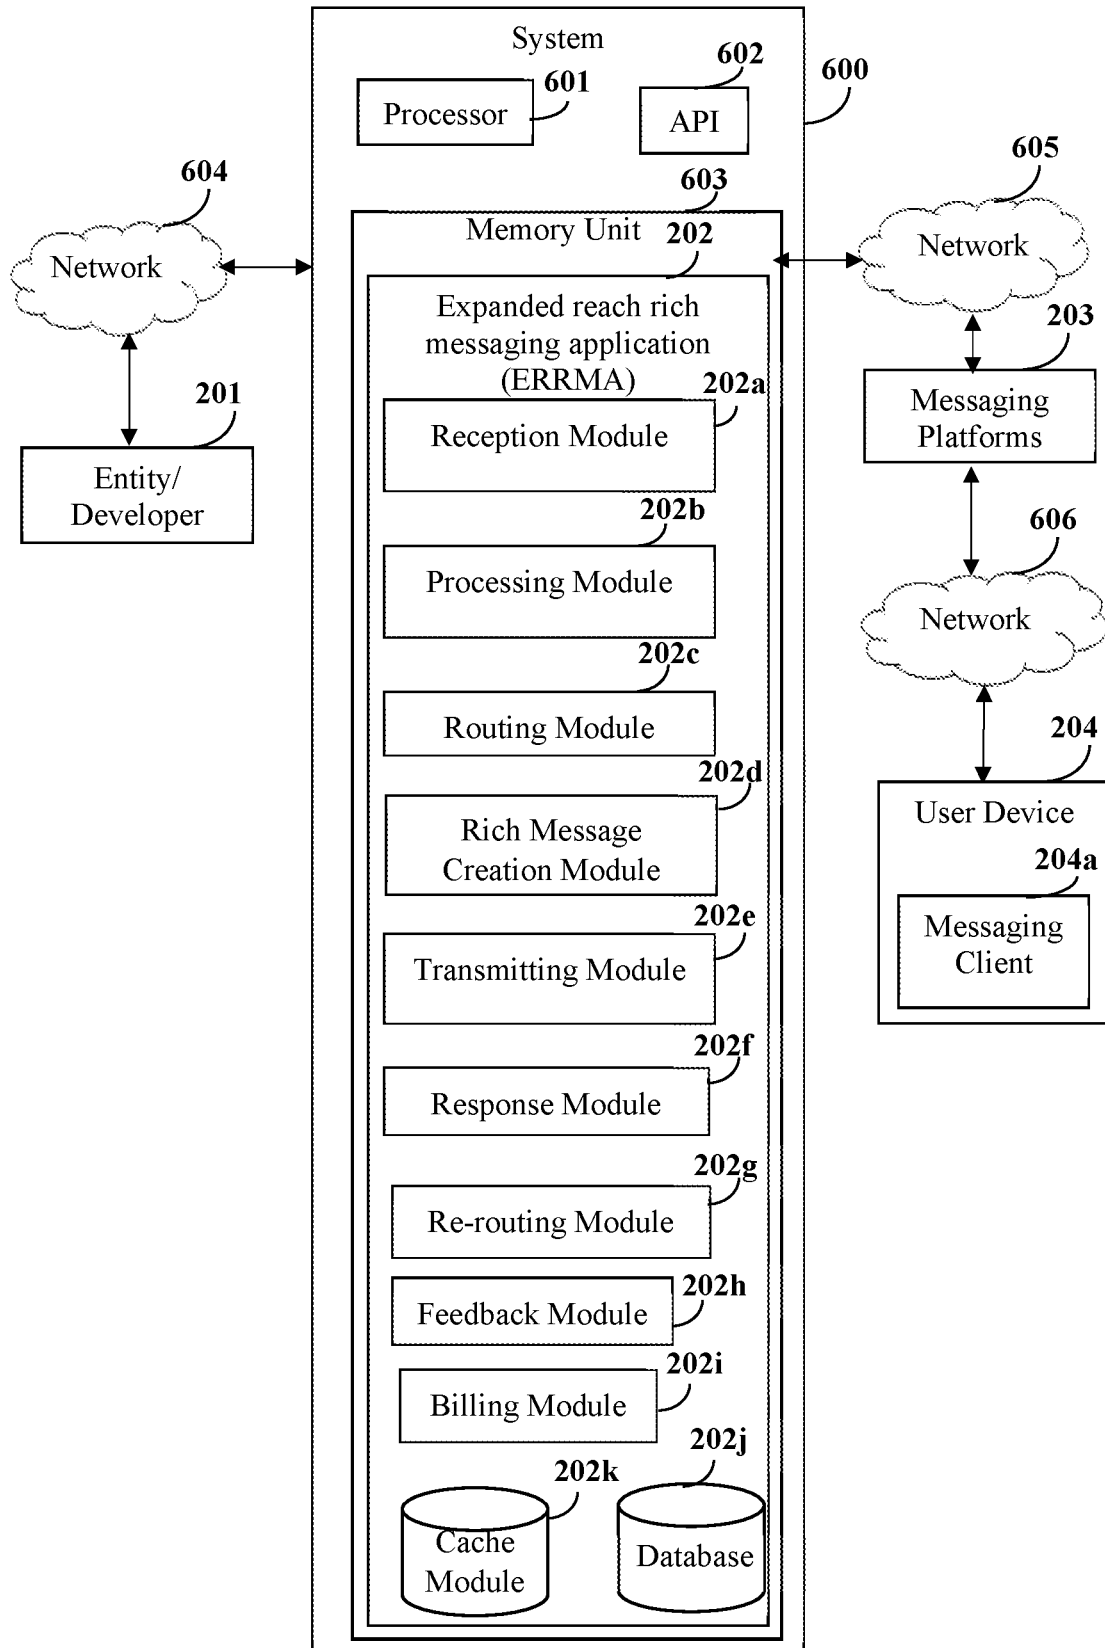 System
602
601
600
Processor
API
605
604
603
Memory Unit
202
Network
Network
Expanded reach rich
messaging application
(ERRMA)
203
201
202a
Messaging
Platforms
Reception Module
Entity/
Developer
202b
606
Processing Module
Network
202c
Routing Module
204
202d
User Device
Rich Message
Creation Module
204a
202e
Messaging
Client
Transmitting Module
202f
Response Module
202g
Re-routing Module
202h
Feedback Module
202i
Billing Module
202j
202k
Cache
Module
Database